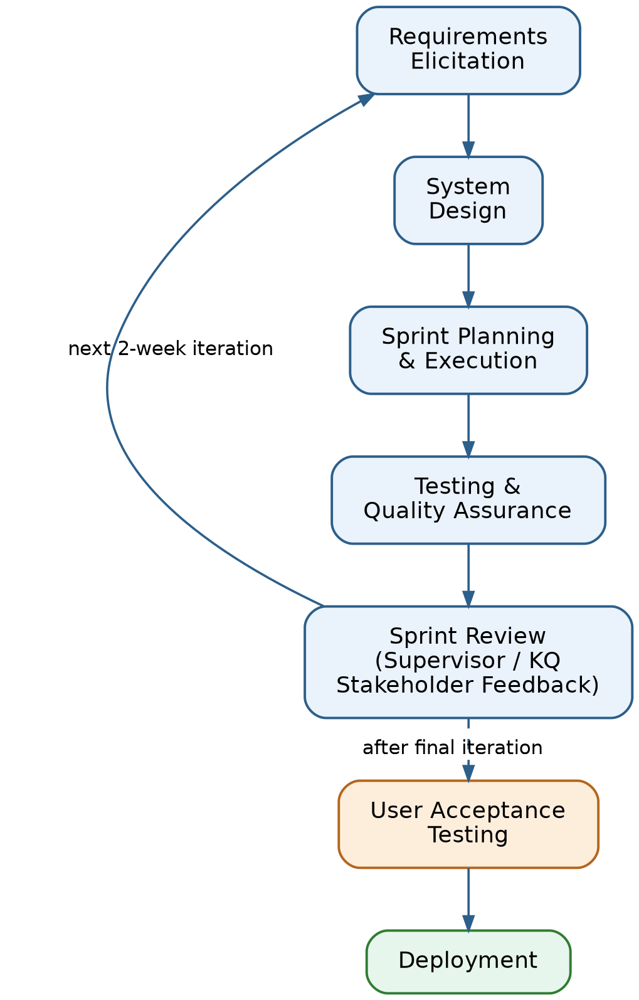 Requirements
Elicitation
System
Design
next 2-week iteration
Sprint Planning
& Execution
Testing &
Quality Assurance
Sprint Review
(Supervisor / KQ
Stakeholder Feedback)
after final iteration
User Acceptance
Testing
Deployment